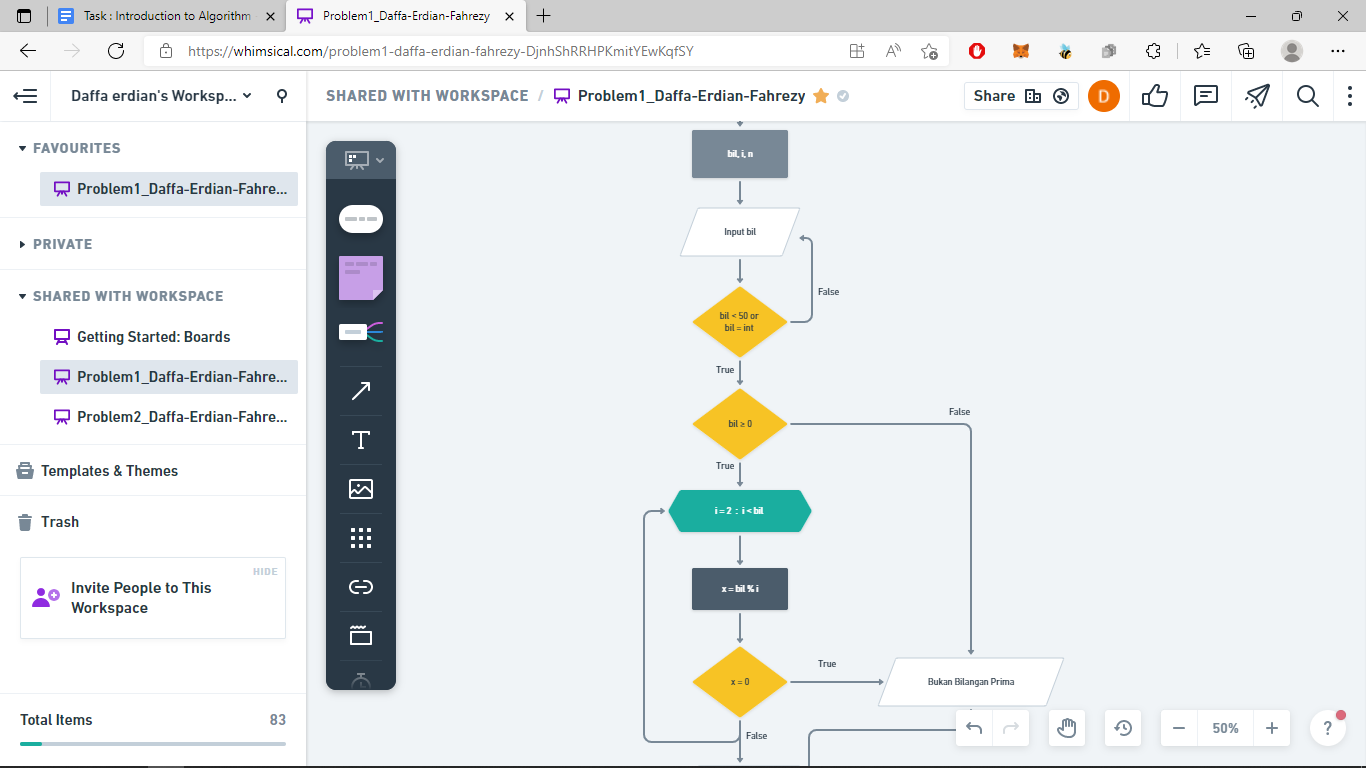 Task : Introduction to Algorithm
Problem1_Daffa-Erdian-Fahrezy
https://whimsical.com/problem1-daffa-erdian-fahrezy-DjnhShRRHPKmitYEwKqfSY
Daffa erdian's Worksp...
SHARED WITH WORKSPACE / Problem1_Daffa-Erdian-Fahrezy
Share
D
FAVOURITES
Problem1_Daffa-Erdian-Fahre...
PRIVATE
SHARED WITH WORKSPACE
Getting Started: Boards
Problem1_Daffa-Erdian-Fahre...
Problem2_Daffa-Erdian-Fahre...
Templates & Themes
Trash
HIDE
Invite People to This
Workspace
Total Items 83
T
bil, i, n
Input bil
False
bil < 50 or
bil = int
True
False
bil ≥ 0
True
i = 2 : i < bil
x = bil % i
True
x = 0
Bukan Bilangan Prima
False
50%
?